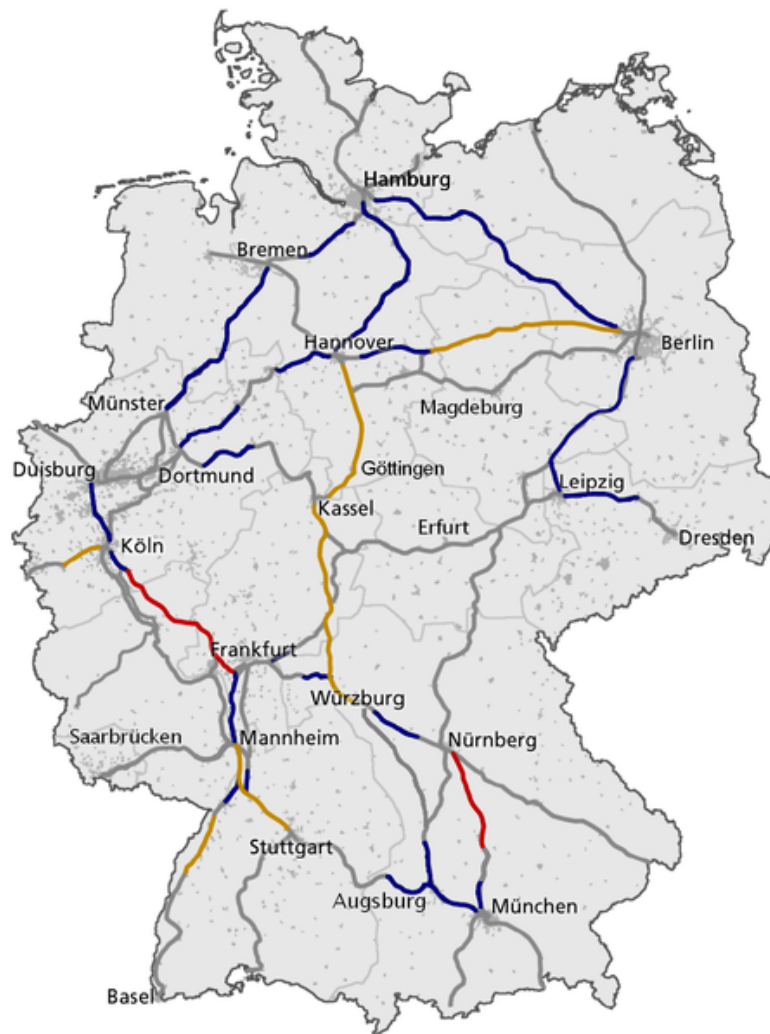 Hamburg
Bremen
Hannover
Berlin
Münster
Magdeburg
Duisburg
Dortmund
Göttingen
Leipzig
Kassel
Erfurt
Köln
Dresden
Frankfurt
Würzburg
Saarbrücken
Mannheim
Nürnberg
Stuttgart
Augsburg
München
Basel